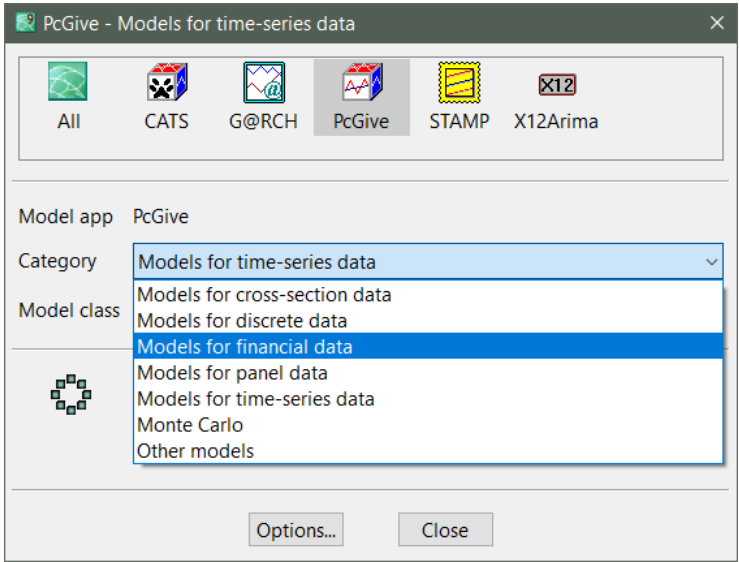 PcGive - Models for time-series data
All CATS G@RCH PcGive STAMP X12Arima
X12
Model app PcGive
Category Models for time-series data
Model class
Models for cross-section data
Models for discrete data
Models for financial data
Models for panel data
Models for time-series data
Monte Carlo
Other models
Options... Close